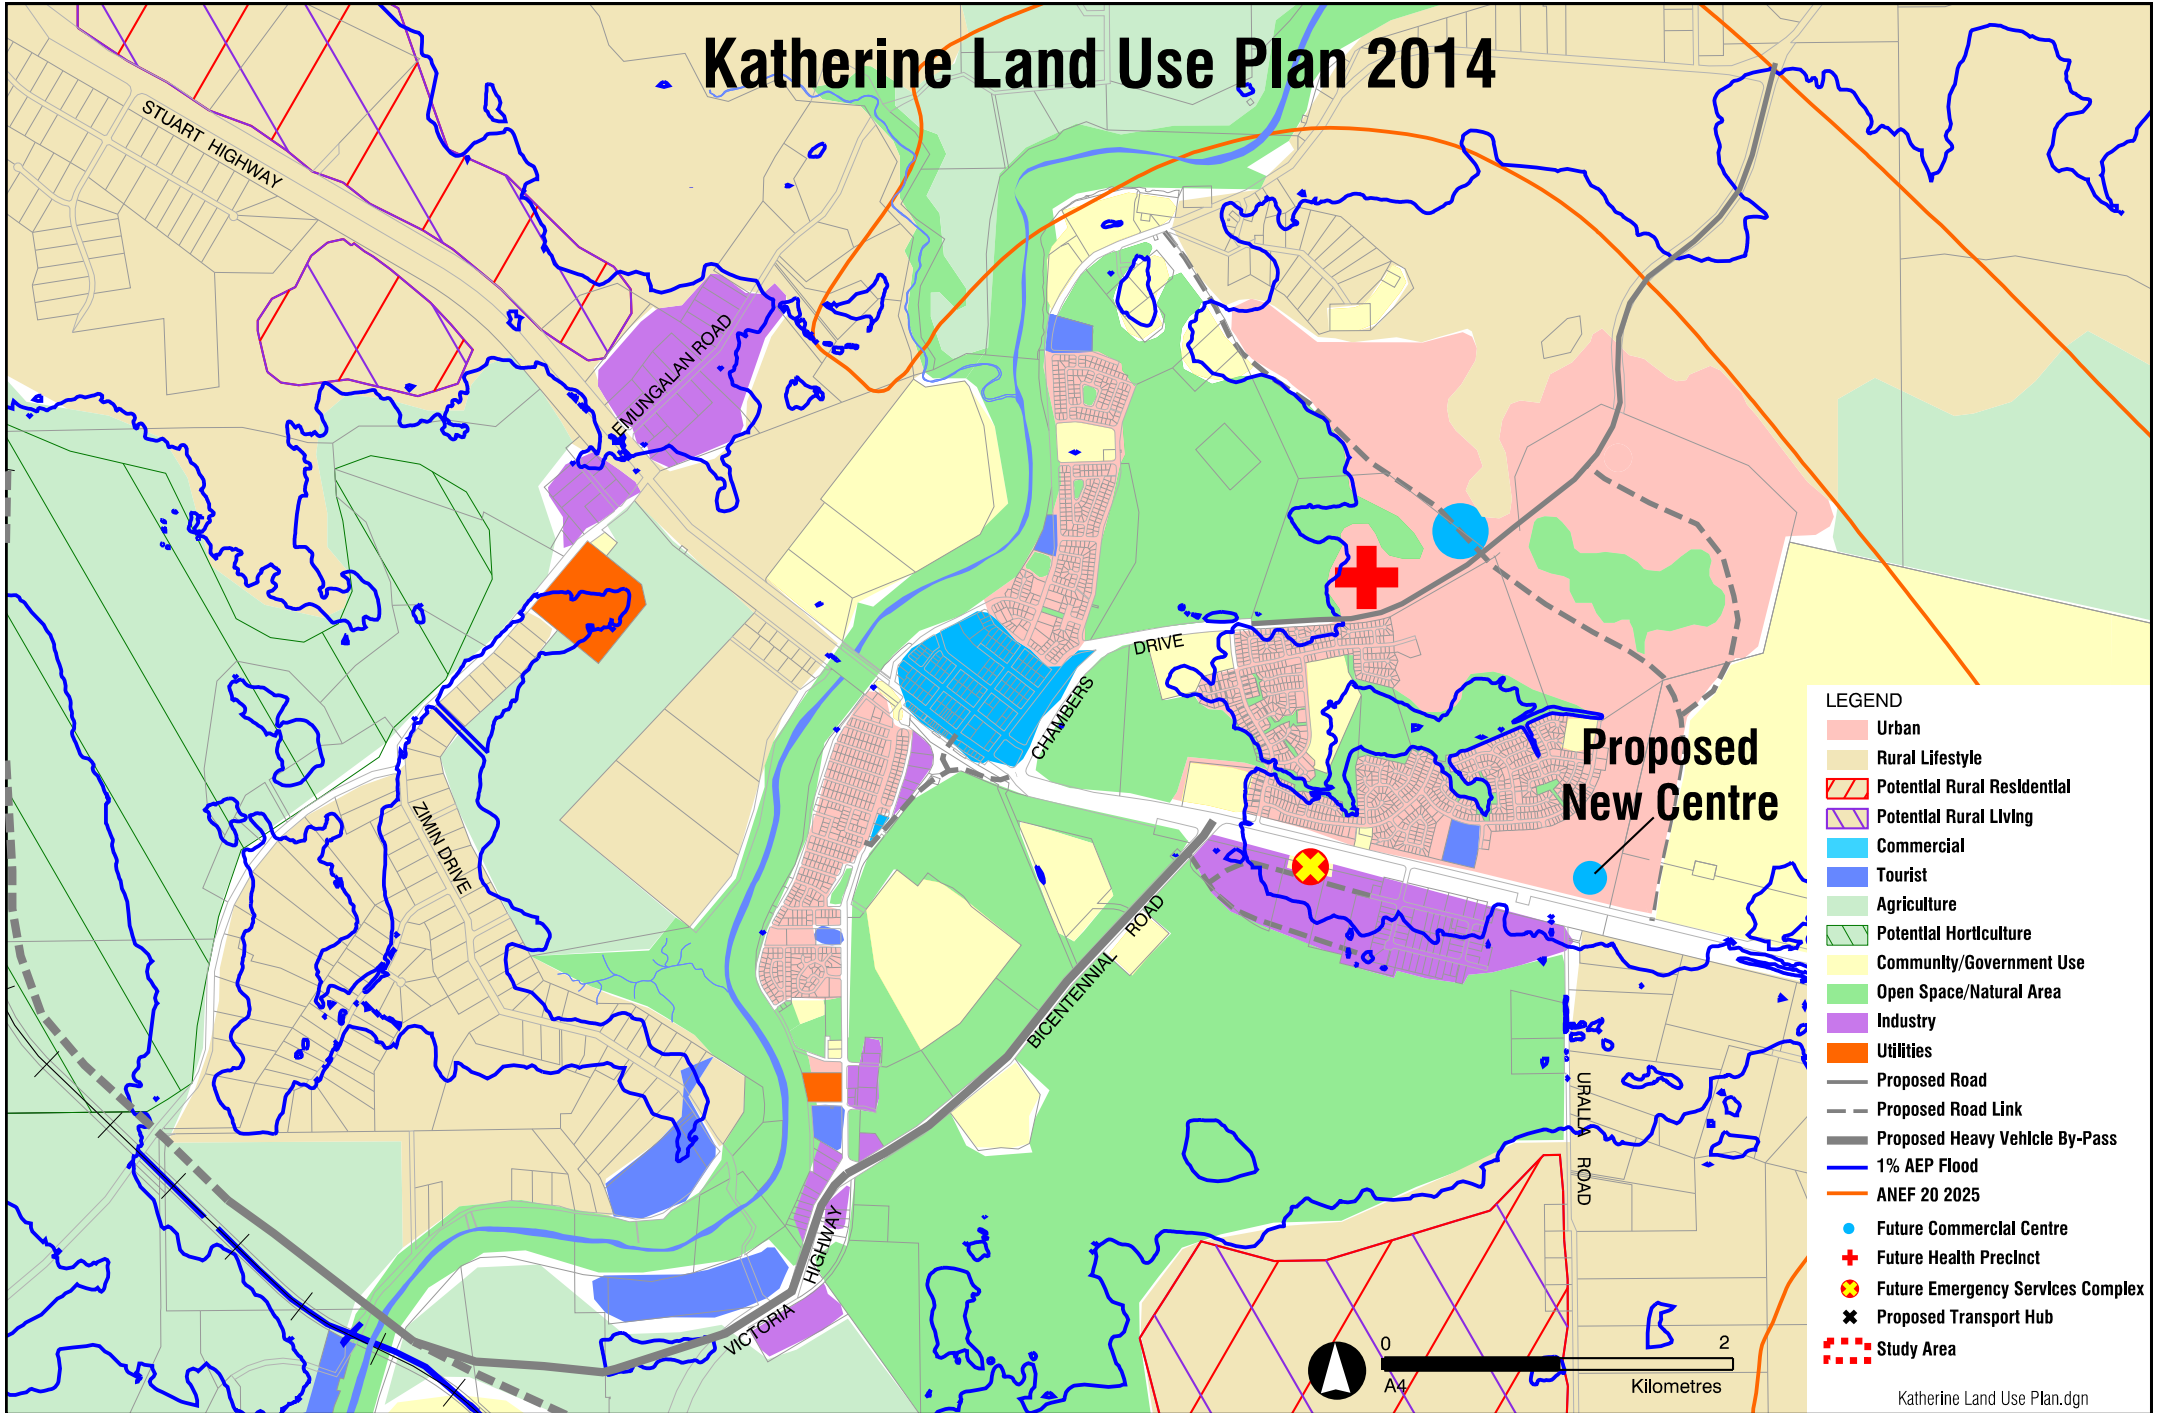 Katherine Land Use Plan 2014
STUART HIGHWAY
EMUNGALAN ROAD
DRIVE
CHAMBERS
ZIMIN DRIVE
BICENTENNIAL ROAD
Proposed
New Centre
URALLA ROAD
VICTORIA HIGHWAY
LEGEND
Urban
Rural Lifestyle
Potential Rural Residential
Potential Rural Living
Commercial
Tourist
Agriculture
Potential Horticulture
Community/Government Use
Open Space/Natural Area
Industry
Utilities
Proposed Road
Proposed Road Link
Proposed Heavy Vehicle By-Pass
1% AEP Flood
ANEF 20 2025
Future Commercial Centre
Future Health Precinct
Future Emergency Services Complex
Proposed Transport Hub
Study Area
0 2
A4 Kilometres
Katherine Land Use Plan.dgn